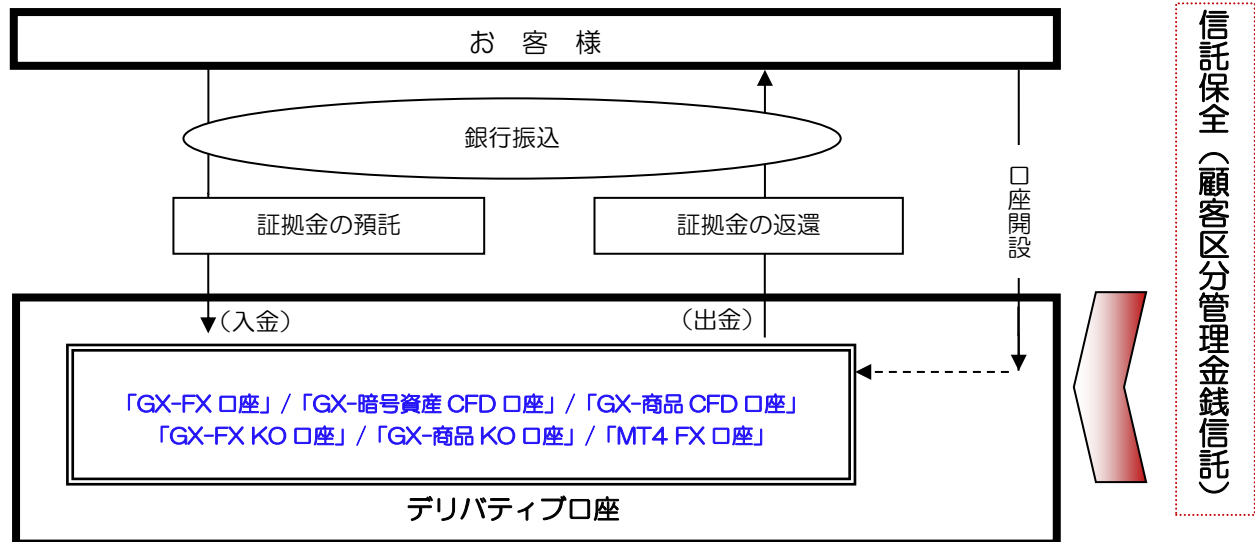 お 客 様
銀行振込
証拠金の預託
証拠金の返還
口座開設
(入金)
(出金)
「GX-FX 口座」/「GX-暗号資産 CFD 口座」/「GX-商品 CFD 口座」
「GX-FX KO 口座」/「GX-商品 KO 口座」/「MT4 FX 口座」
デリバティブ口座
信託保全(顧客区分管理金銭信託)